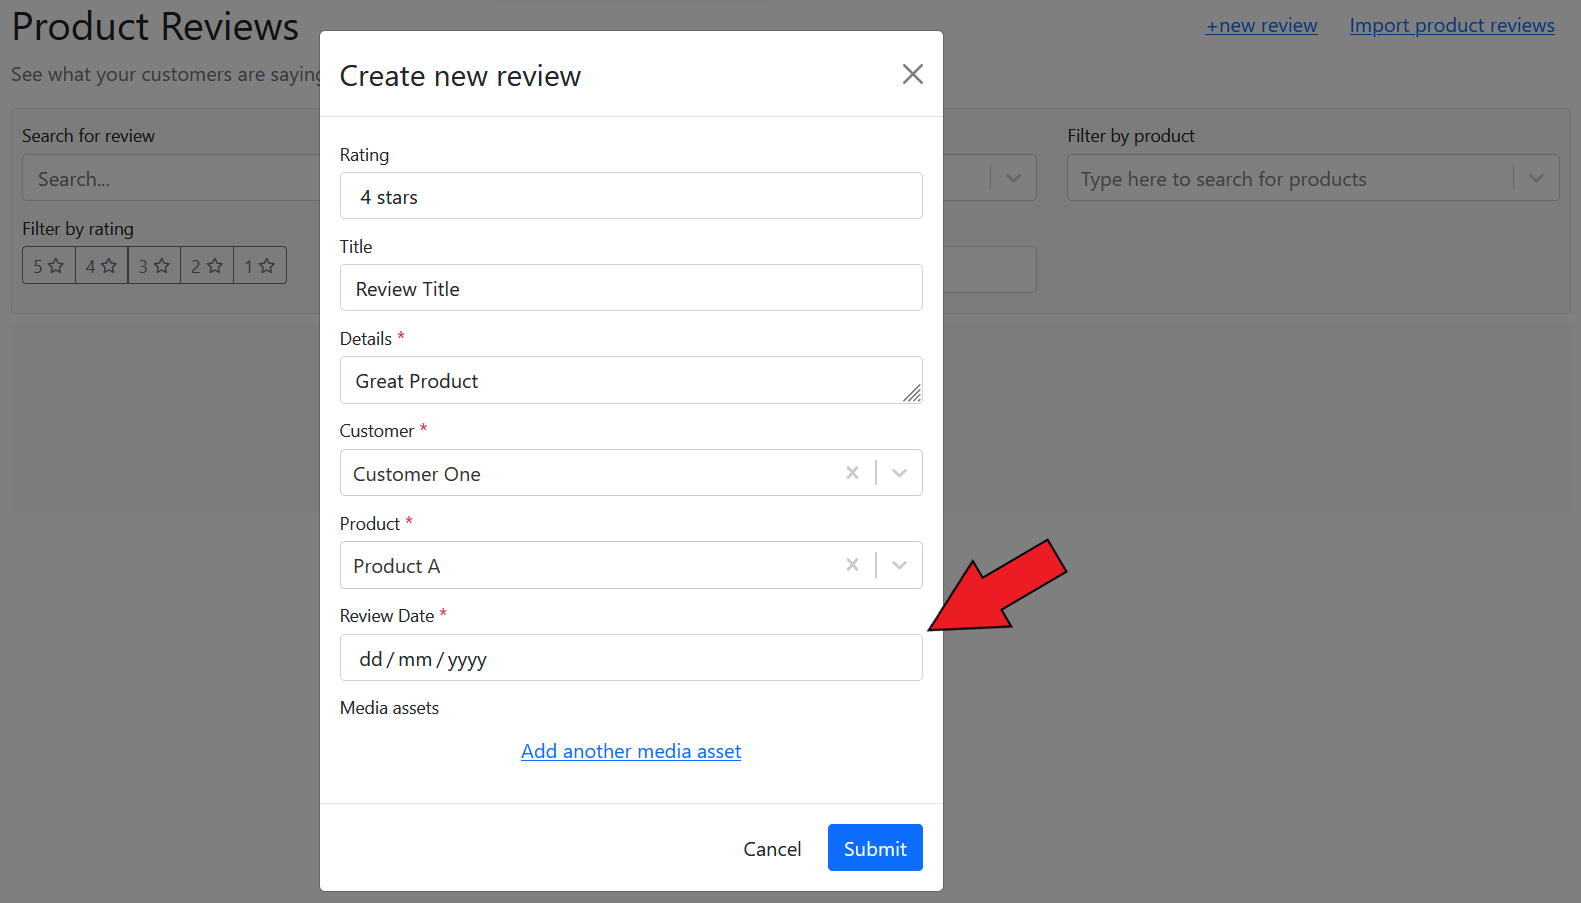 Product Reviews
+new review
Import product reviews
See what your customers are saying
Create new review
Search for review
Search...
Filter by product
Type here to search for products
Filter by rating
5
4
3
2
1
Rating
4 stars
Title
Review Title
Details *
Great Product
Customer *
Customer One
Product *
Product A
Review Date *
dd/mm/yyyy
Media assets
Add another media asset
Cancel
Submit